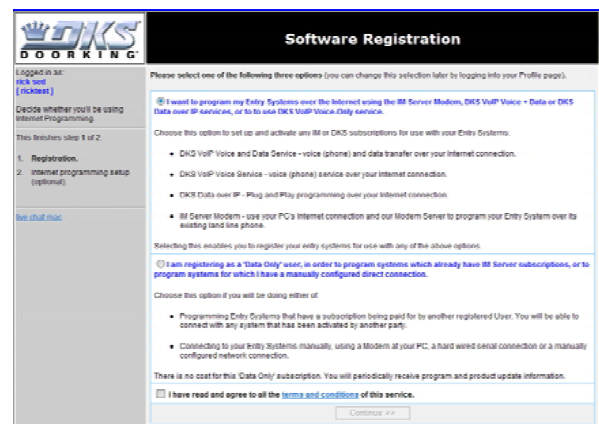 DKS
DOORKING
Software Registration
Logged in as:
rick sed
[ ricktest ]
Decide whether you'll be using
Internet Programming.
This finishes step 1 of 2.
1. Registration.
2. Internet programming setup
(optional).
live chat mac
Please select one of the following three options (you can change this selection later by logging into your Profile page).
I want to program my Entry Systems over the Internet using the IM Server Modem, DKS VoIP Voice + Data or DKS
Data over IP services, or to to use DKS VoIP Voice-Only service.
Choose this option to set up and activate any IM or DKS subscriptions for use with your Entry Systems.
• DKS VoIP Voice and Data Service - voice (phone) and data transfer over your Internet connection.
• DKS VoIP Voice Service - voice (phone) service over your Internet connection.
• DKS Data over IP - Plug and Play programming over your Internet connection.
• IM Server Modem - use your PC's Internet connection and our Modem Server to program your Entry System over its
existing land line phone.
Selecting this enables you to register your entry systems for use with any of the above options.
I am registering as a 'Data Only' user, in order to program systems which already have IM Server subscriptions, or to
program systems for which I have a manually configured direct connection.
Choose this option if you will be doing either of:
• Programming Entry Systems that have a subscription being paid for by another registered User. You will be able to
connect with any system that has been activated by another party.
• Connecting to your Entry Systems manually, using a Modem at your PC, a hard wired serial connection or a manually
configured network connection.
There is no cost for this 'Data Only' subscription. You will periodically receive program and product update information.
I have read and agree to all the terms and conditions of this service.
Continue >>